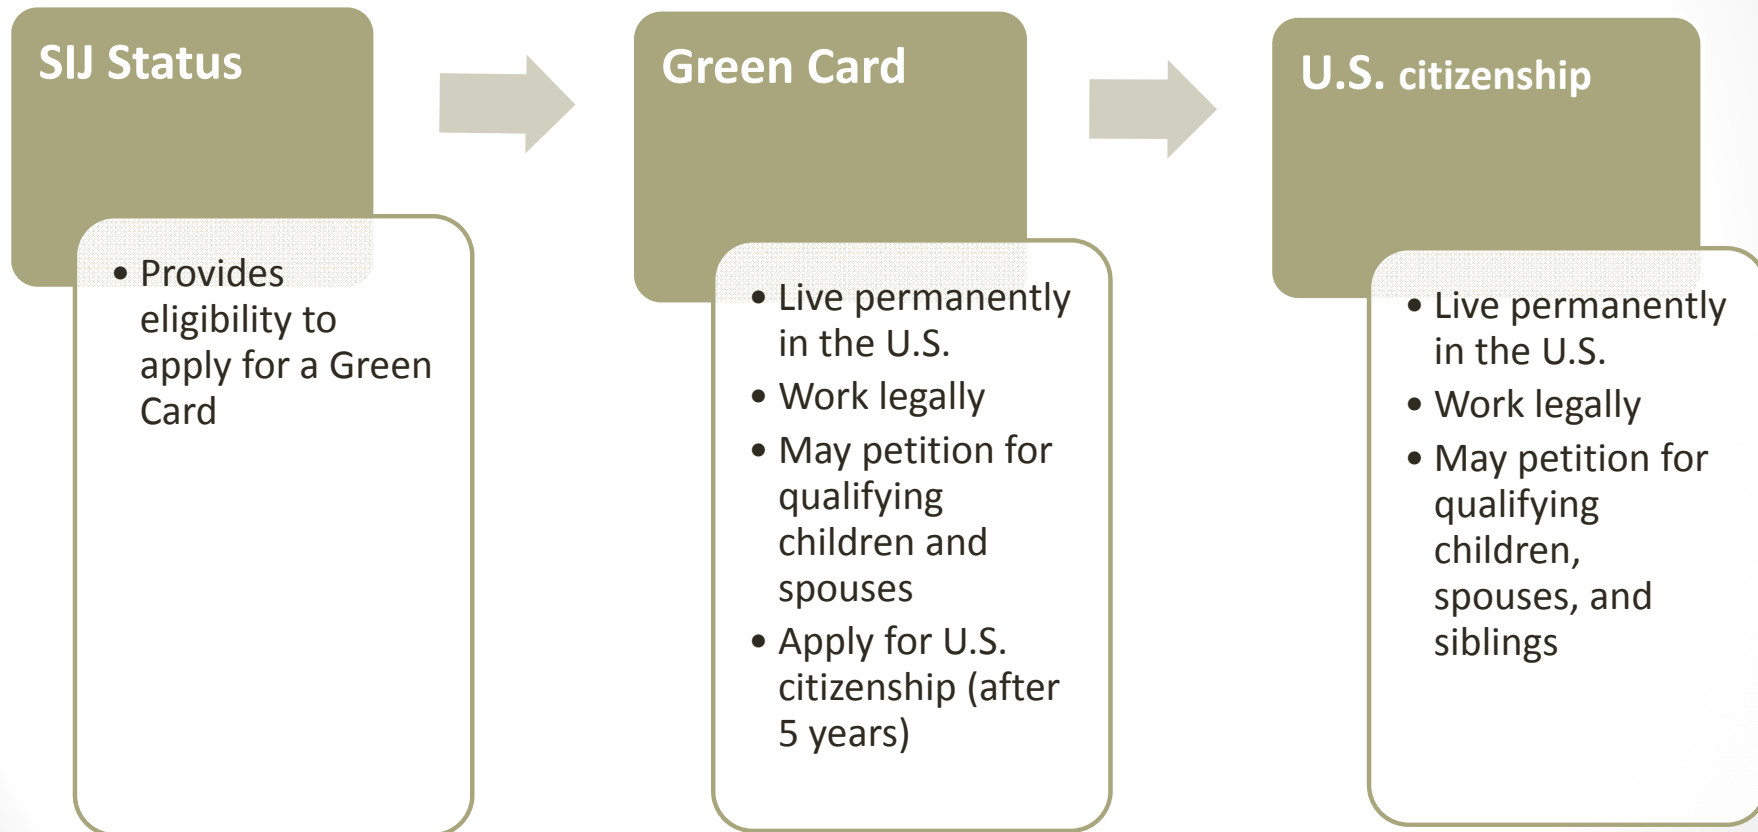 SIJ Status
• Provides
eligibility to
apply for a Green
Card
Green Card
• Live permanently
in the U.S.
• Work legally
• May petition for
qualifying
children and
spouses
• Apply for U.S.
citizenship (after
5 years)
U.S. citizenship
• Live permanently
in the U.S.
• Work legally
• May petition for
qualifying
children,
spouses, and
siblings